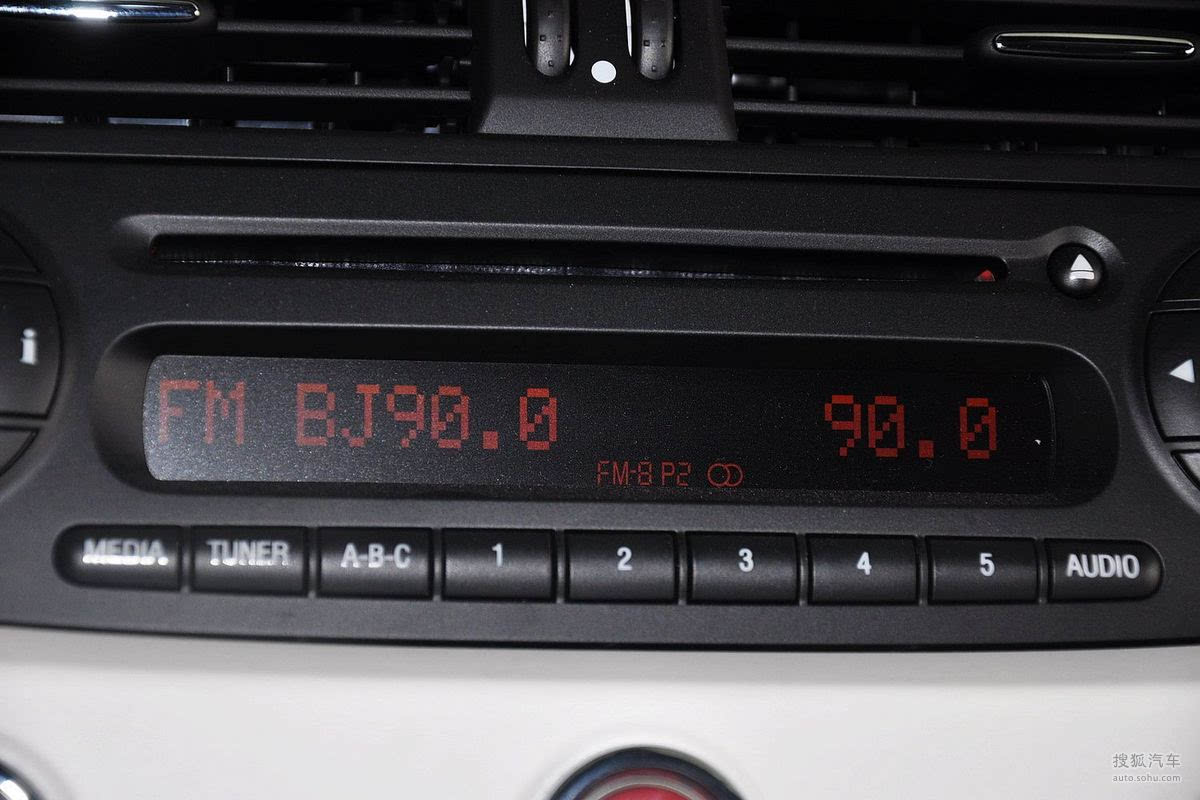 i
FM BJ90.0 90.0
FM-B P2
MEDIA TUNER A-B-C 1 2 3 4 5 AUDIO
搜狐汽车
auto.sohu.com